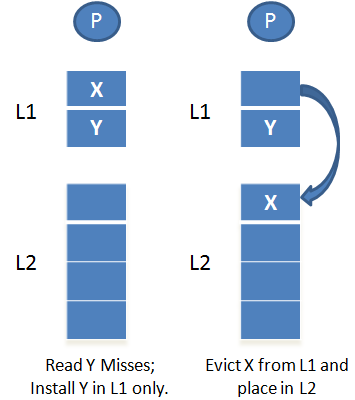 P
P
X
L1
L1
Y
Y
X
L2
L2
Read Y Misses;
Install Y in L1 only.
Evict X from L1 and
place in L2